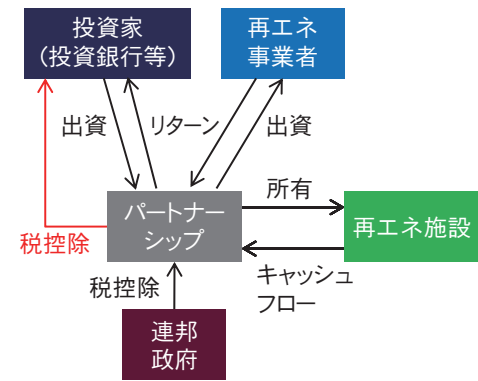 投資家
（投資銀行等）
再エネ
事業者
出資
リターン
出資
所有
パートナー
シップ
再エネ施設
税控除
キャッシュ
フロー
税控除
連邦
政府